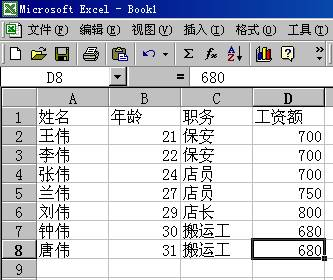 Microsoft Excel - Book1
文件(F) 编辑(E) 视图(V) 插入(I) 格式(O) 工具(T)
D8 = 680
A B C D
1 姓名 年龄 职务 工资额
2 王伟 21 保安 700
3 李伟 22 保安 700
4 张伟 24 店员 700
5 兰伟 27 店员 750
6 刘伟 29 店长 800
7 钟伟 30 搬运工 680
8 唐伟 31 搬运工 680